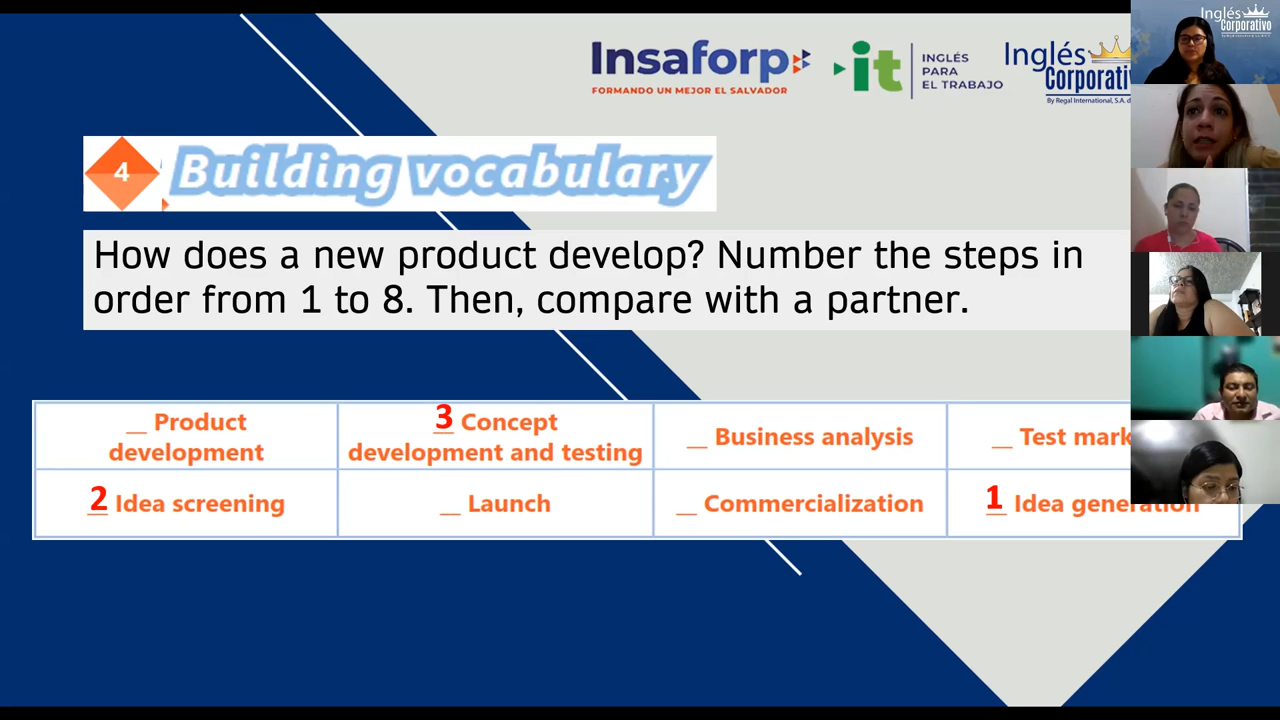 Insaforp
FORMANDO UN MEJOR EL SALVADOR
it
INGLÉS
PARA
EL TRABAJO
Inglés
Corporativ
By Regal International, S.A. d
Inglés
Corporativo
4
Building vocabulary
How does a new product develop? Number the steps in
order from 1 to 8. Then, compare with a partner.
__ Product
development
3 Concept
development and testing
__ Business analysis
__ Test mark
2 Idea screening
__ Launch
__ Commercialization
1 Idea generation